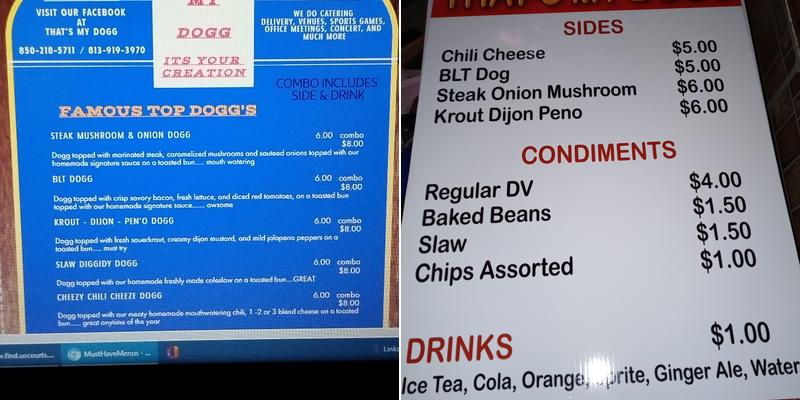 VISIT OUR FACEBOOK
AT
THAT'S MY DOGG
850-218-5711 / 813-919-3970
MY
DOGG
ITS YOUR
CREATION
WE DO CATERING
DELIVERY, VENUES, SPORTS GAMES,
OFFICE MEETINGS, CONCERT, AND
MUCH MORE
COMBO INCLUDES
SIDE & DRINK
FAMOUS TOP DOGG'S
STEAK MUSHROOM & ONION DOGG 6.00 combo
$8.00
Dogg topped with marinated steak, caramelized mushrooms and sauteed onions topped with our
homemade signature sauce on a toasted bun..... mouth watering
BLT DOGG 6.00 combo
$8.00
Dogg topped with crisp savory bacon, fresh lettuce, and diced red tomatoes, on a toasted bun
topped with our homemade signature sauce....... awsome
KROUT - DIJON - PEN'O DOGG 6.00 combo
$8.00
Dogg topped with fresh sauerkraut, creamy dijon mustard, and mild jalapeno peppers on a
toasted bun..... must try
SLAW DIGGIDY DOGG 6.00 combo
$8.00
Dogg topped with our homemade freshly made coleslaw on a toasted bun....GREAT
CHEEZY CHILI CHEEZE DOGG 6.00 combo
$8.00
Dogg topped with our meaty homemade mouthwatering chili, 1 -2 or 3 blend cheese on a toasted
bun...... great anytime of the year
w.find.uscourts....
MustHaveMenus - ...
Links
THAT'S MY DOGG
SIDES
Chili Cheese $5.00
BLT Dog $5.00
Steak Onion Mushroom $6.00
Krout Dijon Peno $6.00
CONDIMENTS
Regular DV $4.00
Baked Beans $1.50
Slaw $1.50
Chips Assorted $1.00
DRINKS $1.00
Ice Tea, Cola, Orange, Sprite, Ginger Ale, Water